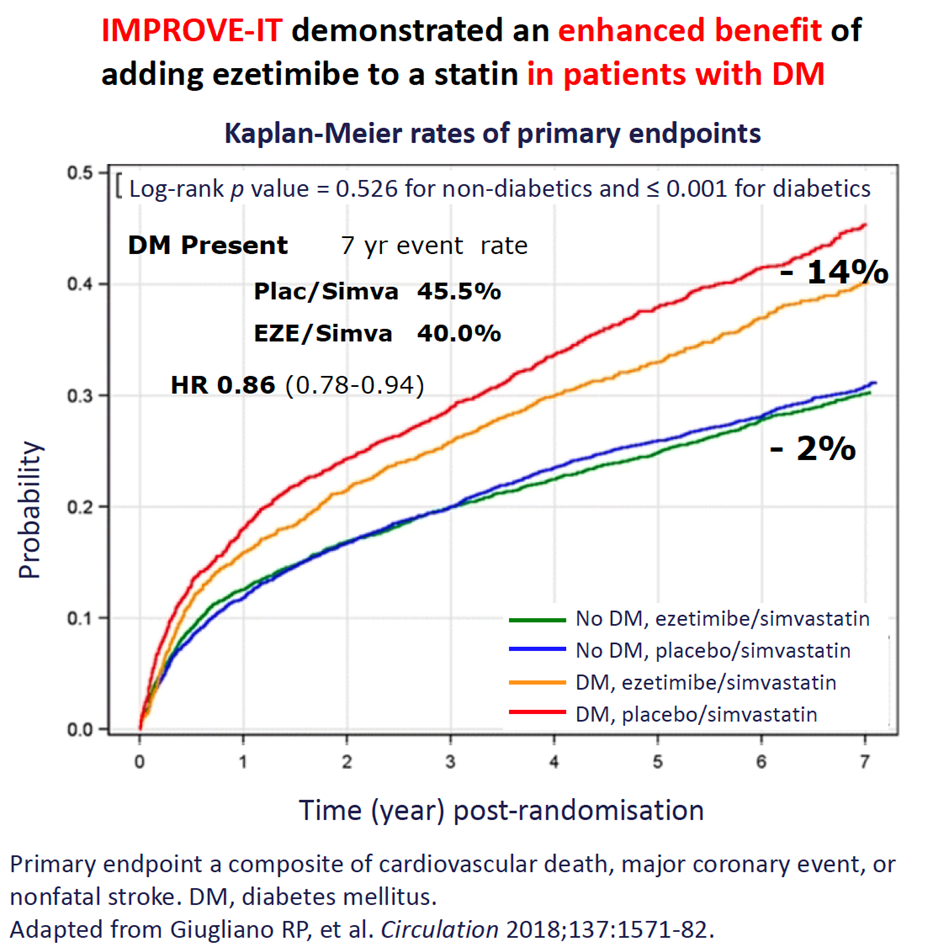 IMPROVE-IT demonstrated an enhanced benefit of
adding ezetimibe to a statin in patients with DM
Kaplan-Meier rates of primary endpoints
[ Log-rank p value = 0.526 for non-diabetics and ≤ 0.001 for diabetics
DM Present 7 yr event rate
Plac/Simva 45.5%
EZE/Simva 40.0%
HR 0.86 (0.78-0.94)
- 14%
- 2%
Probability
0.5
0.4
0.3
0.2
0.1
0.0
No DM, ezetimibe/simvastatin
No DM, placebo/simvastatin
DM, ezetimibe/simvastatin
DM, placebo/simvastatin
0 1 2 3 4 5 6 7
Time (year) post-randomisation
Primary endpoint a composite of cardiovascular death, major coronary event, or
nonfatal stroke. DM, diabetes mellitus.
Adapted from Giugliano RP, et al. Circulation 2018;137:1571-82.